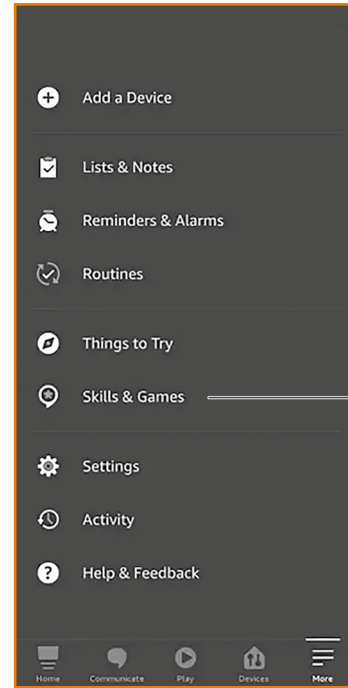 Add a Device
Lists & Notes
Reminders & Alarms
Routines
Things to Try
Skills & Games
Settings
Activity
Help & Feedback
Home Communicate Play Devices More